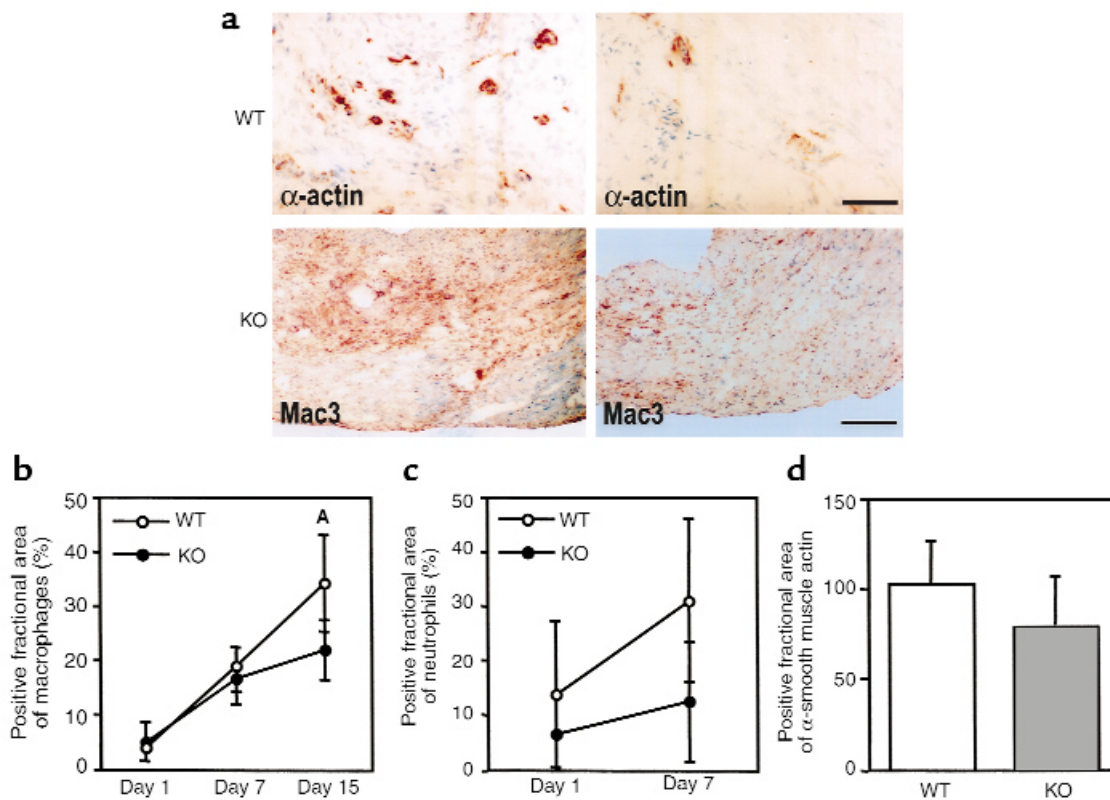 a
WT
α-actin
α-actin
KO
Mac3
Mac3
b
Positive fractional area
of macrophages (%)
50
40
30
20
10
0
WT
KO
A
Day 1 Day 7 Day 15
c
Positive fractional area
of neutrophils (%)
50
40
30
20
10
0
WT
KO
Day 1 Day 7
d
Positive fractional area
of α-smooth muscle actin
150
100
50
0
WT KO